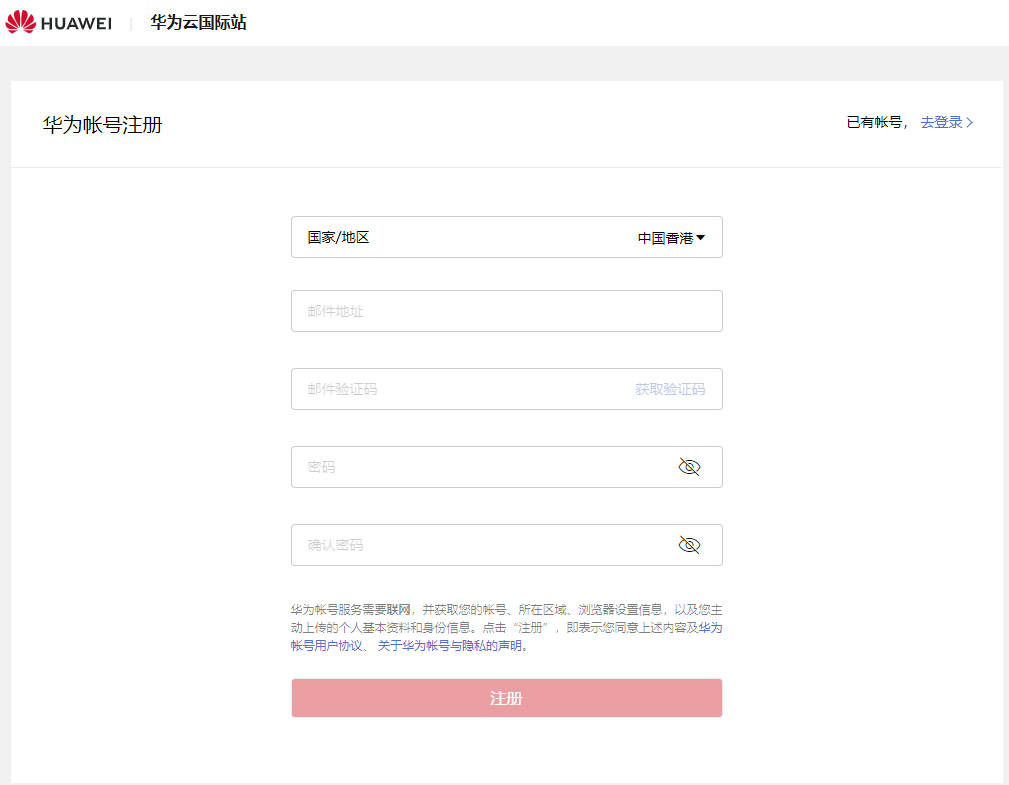 HUAWEI | 华为云国际站
华为帐号注册
已有帐号， 去登录
国家/地区 中国香港
邮件地址
邮件验证码 获取验证码
密码
确认密码
华为帐号服务需要联网，并获取您的帐号、所在区域、浏览器设置信息，以及您主
动上传的个人基本资料和身份信息。点击“注册”，即表示您同意上述内容及华为
帐号用户协议、 关于华为帐号与隐私的声明。
注册